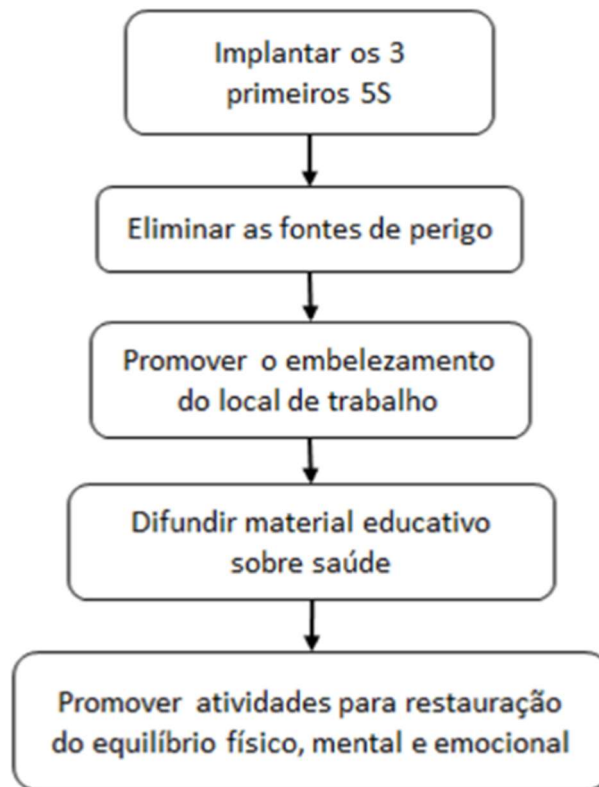 Implantar os 3
primeiros 5S
Eliminar as fontes de perigo
Promover o embelezamento
do local de trabalho
Difundir material educativo
sobre saúde
Promover atividades para restauração
do equilíbrio físico, mental e emocional